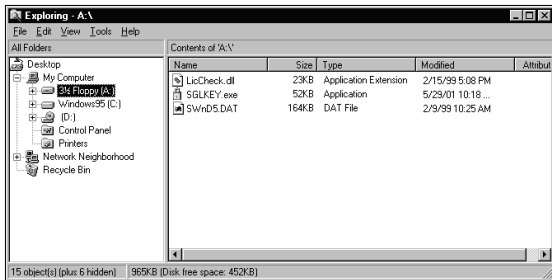 Exploring - A:\
File Edit View Tools Help
All Folders
Contents of 'A:\'
Desktop
My Computer
3½ Floppy (A:)
Windows95 (C:)
(D:)
Control Panel
Printers
Network Neighborhood
Recycle Bin
Name Size Type Modified Attribut
LicCheck.dll 23KB Application Extension 2/15/99 5:08 PM
SGLKEY.exe 52KB Application 5/29/01 10:18 ...
SWnD5.DAT 164KB DAT File 2/9/99 10:25 AM
15 object(s) (plus 6 hidden) 965KB (Disk free space: 452KB)